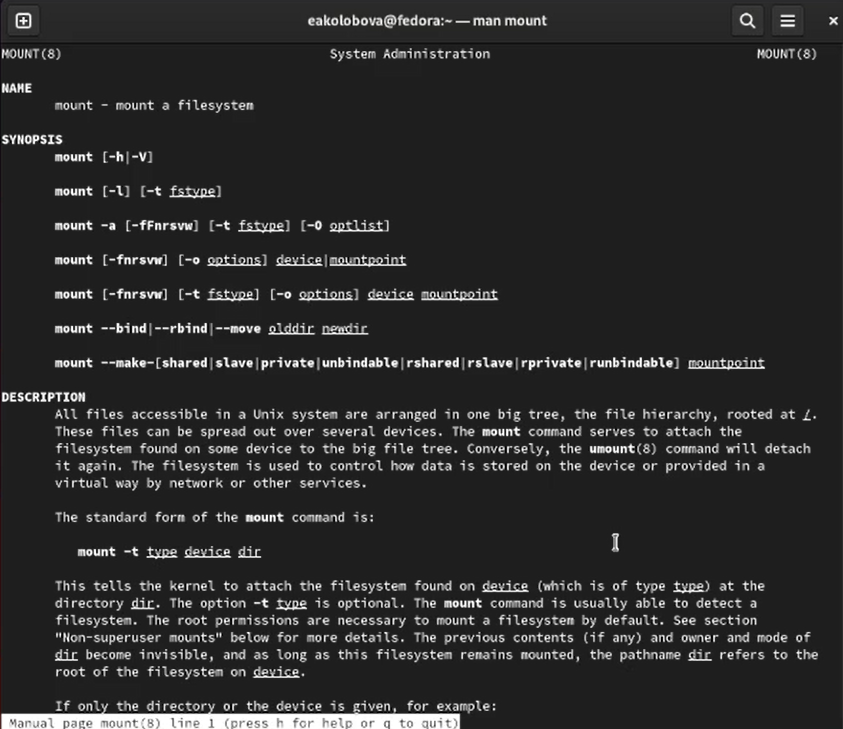 eakolobova@fedora:~ — man mount
MOUNT(8) System Administration MOUNT(8)
NAME
mount - mount a filesystem
SYNOPSIS
mount [-h|-V]
mount [-l] [-t fstype]
mount -a [-fFnrsvw] [-t fstype] [-O optlist]
mount [-fnrsvw] [-o options] device|mountpoint
mount [-fnrsvw] [-t fstype] [-o options] device mountpoint
mount --bind|--rbind|--move olddir newdir
mount --make-[shared|slave|private|unbindable|rshared|rslave|rprivate|runbindable] mountpoint
DESCRIPTION
All files accessible in a Unix system are arranged in one big tree, the file hierarchy, rooted at /.
These files can be spread out over several devices. The mount command serves to attach the
filesystem found on some device to the big file tree. Conversely, the umount(8) command will detach
it again. The filesystem is used to control how data is stored on the device or provided in a
virtual way by network or other services.
The standard form of the mount command is:
mount -t type device dir
This tells the kernel to attach the filesystem found on device (which is of type type) at the
directory dir. The option -t type is optional. The mount command is usually able to detect a
filesystem. The root permissions are necessary to mount a filesystem by default. See section
"Non-superuser mounts" below for more details. The previous contents (if any) and owner and mode of
dir become invisible, and as long as this filesystem remains mounted, the pathname dir refers to the
root of the filesystem on device.
If only the directory or the device is given, for example:
Manual page mount(8) line 1 (press h for help or q to quit)